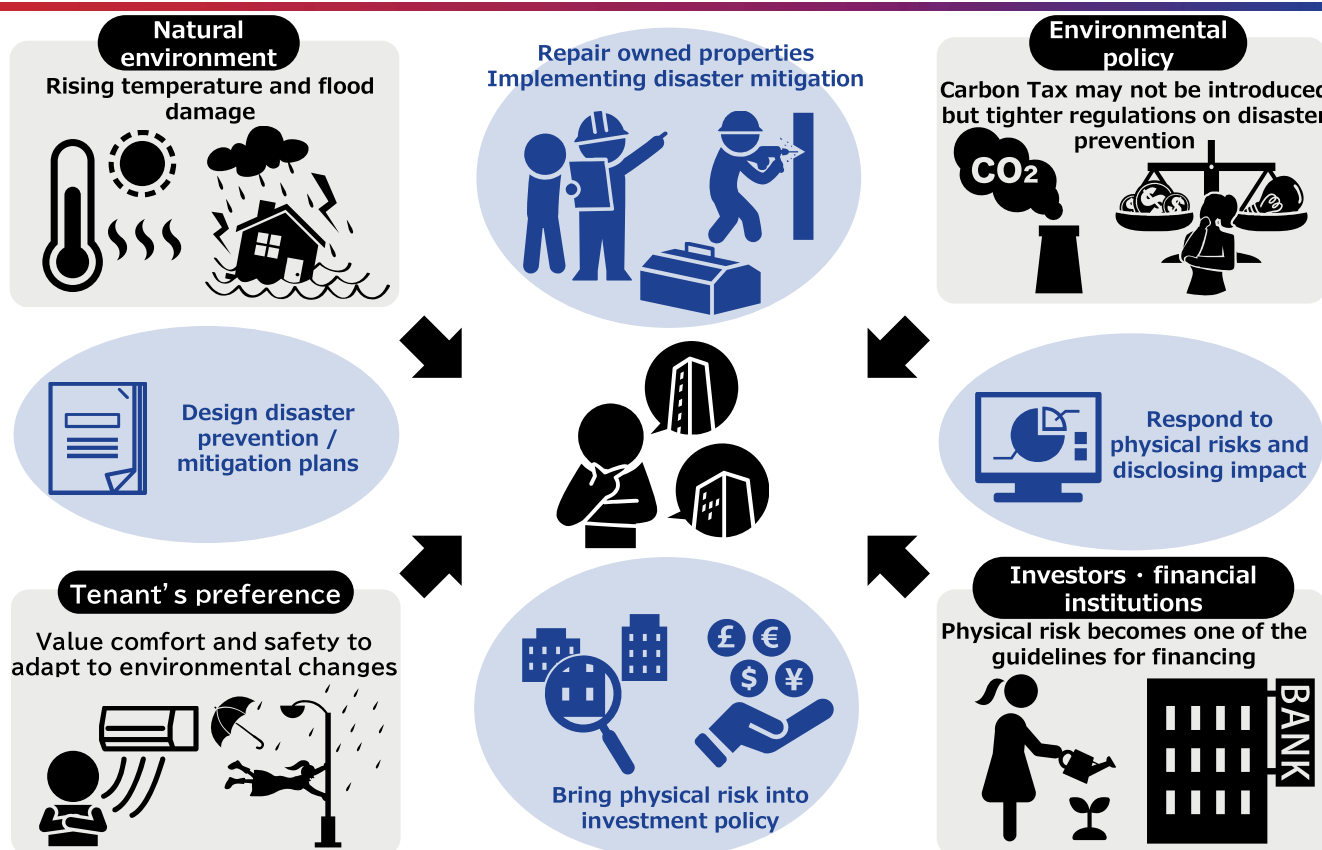 Natural
environment
Rising temperature and flood
damage
Repair owned properties
Implementing disaster mitigation
Environmental
policy
Carbon Tax may not be introduced
but tighter regulations on disaster
prevention
CO2
Design disaster
prevention /
mitigation plans
Respond to
physical risks and
disclosing impact
Tenant’s preference
Value comfort and safety to
adapt to environmental changes
£ €
$ ¥
Bring physical risk into
investment policy
Investors・financial
institutions
Physical risk becomes one of the
guidelines for financing
BANK